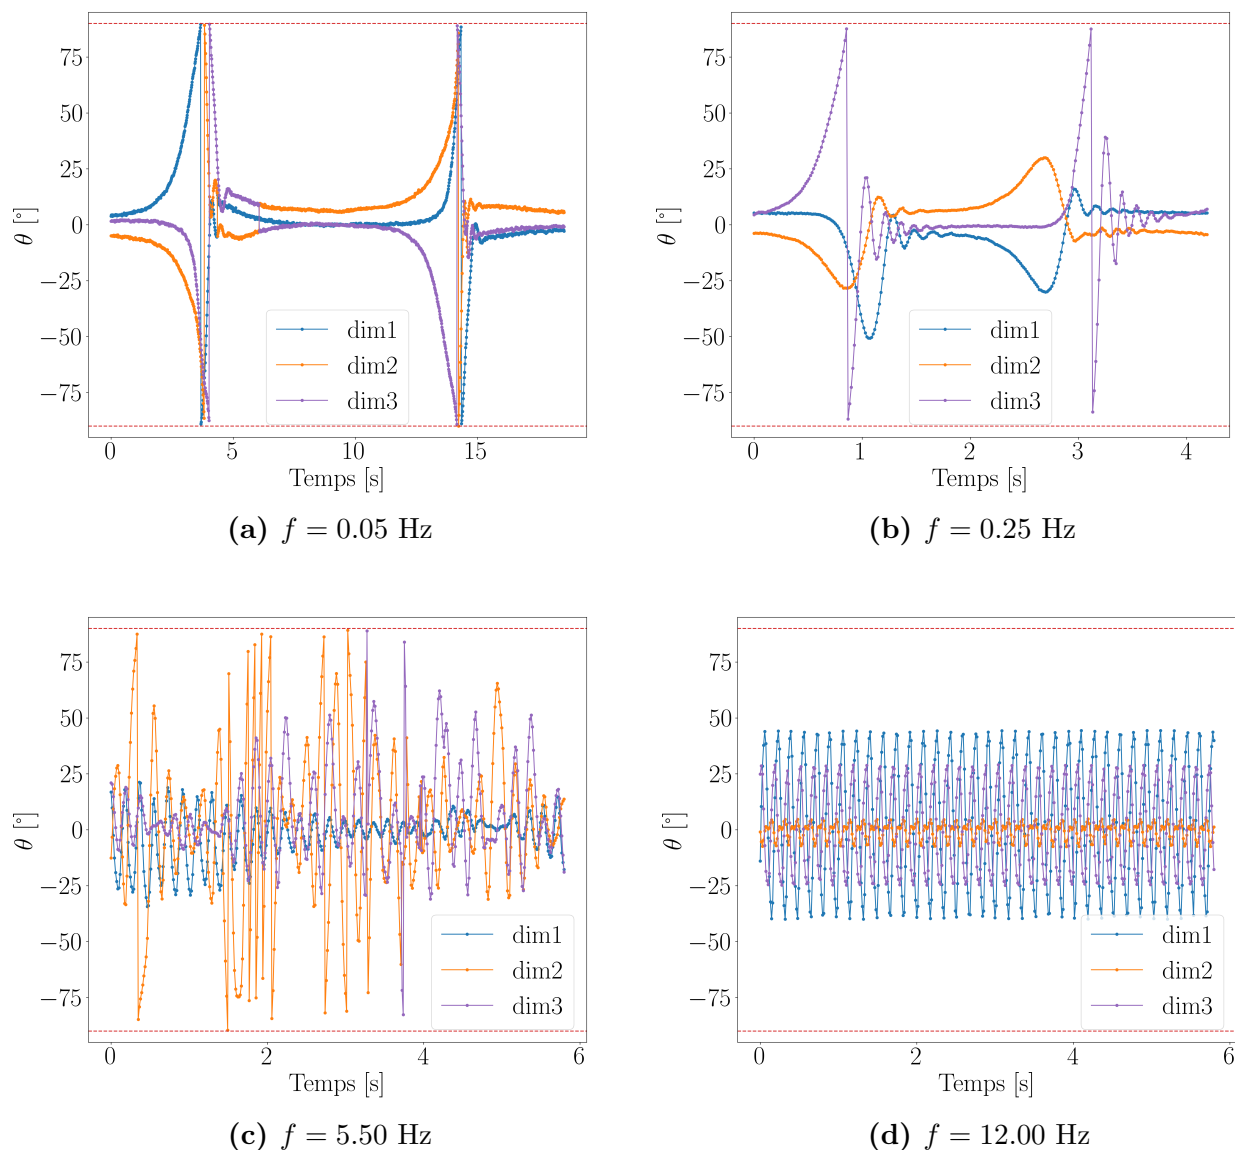 75
50
25
0
−25
−50
−75
θ [°]
dim1
dim2
dim3
0 5 10 15
Temps [s]
(a) f = 0.05 Hz
75
50
25
0
−25
−50
−75
θ [°]
dim1
dim2
dim3
0 1 2 3 4
Temps [s]
(b) f = 0.25 Hz
75
50
25
0
−25
−50
−75
θ [°]
dim1
dim2
dim3
0 2 4 6
Temps [s]
(c) f = 5.50 Hz
75
50
25
0
−25
−50
−75
θ [°]
dim1
dim2
dim3
0 2 4 6
Temps [s]
(d) f = 12.00 Hz